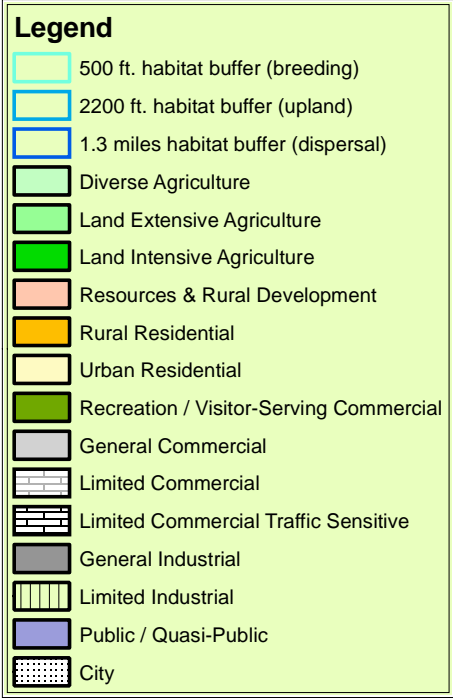 Legend
500 ft. habitat buffer (breeding)
2200 ft. habitat buffer (upland)
1.3 miles habitat buffer (dispersal)
Diverse Agriculture
Land Extensive Agriculture
Land Intensive Agriculture
Resources & Rural Development
Rural Residential
Urban Residential
Recreation / Visitor-Serving Commercial
General Commercial
Limited Commercial
Limited Commercial Traffic Sensitive
General Industrial
Limited Industrial
Public / Quasi-Public
City